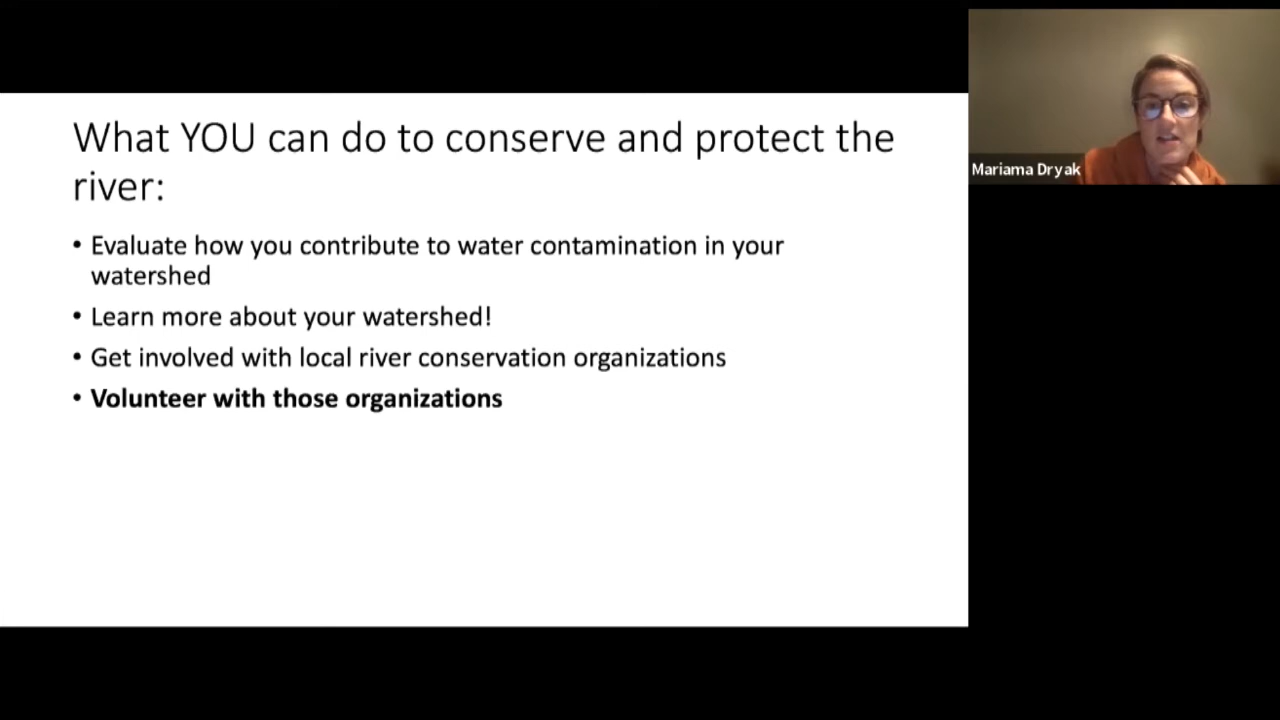 What YOU can do to conserve and protect the
river:
• Evaluate how you contribute to water contamination in your
watershed
• Learn more about your watershed!
• Get involved with local river conservation organizations
• Volunteer with those organizations
Mariama Dryak